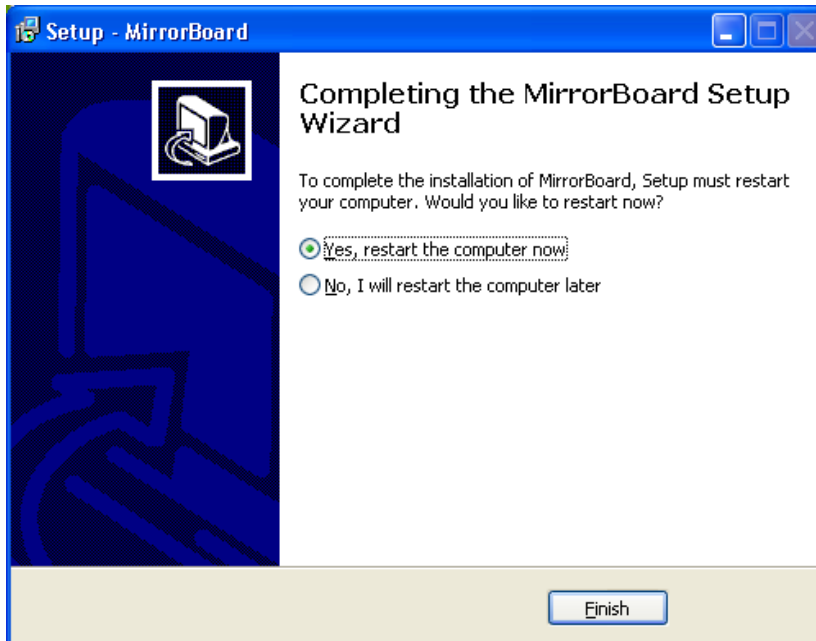 Setup - MirrorBoard
Completing the MirrorBoard Setup
Wizard
To complete the installation of MirrorBoard, Setup must restart
your computer. Would you like to restart now?
Yes, restart the computer now
No, I will restart the computer later
Finish